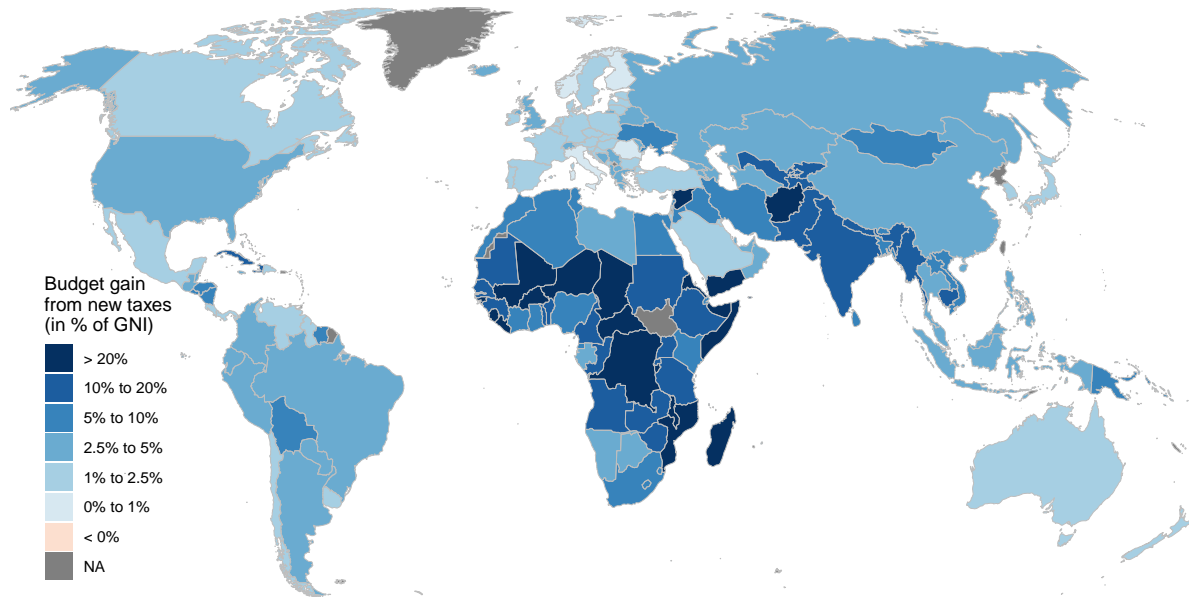 Budget gain
from new taxes
(in % of GNI)
> 20%
10% to 20%
5% to 10%
2.5% to 5%
1% to 2.5%
0% to 1%
< 0%
NA